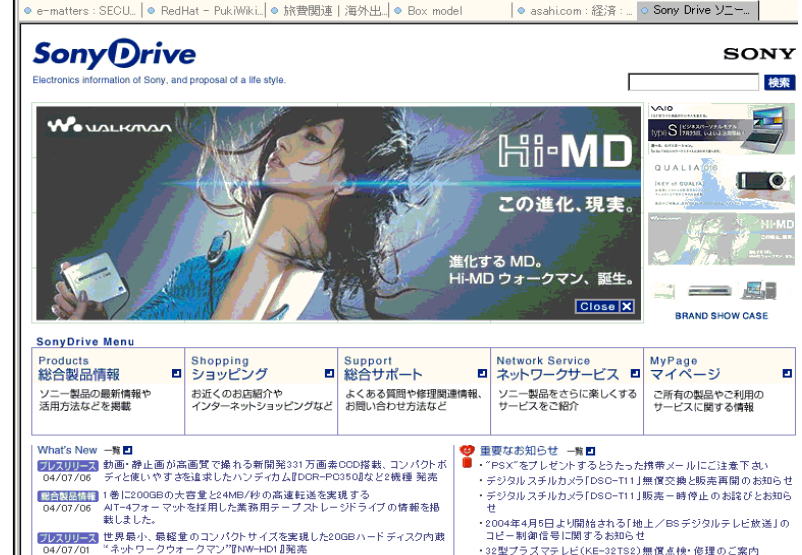 e-matters : SECU... RedHat - PukiWiki... 旅費関連 | 海外出... Box model asahi.com : 経済 : ... Sony Drive ソニー...
SonyDrive
SONY
Electronics information of Sony, and proposal of a life style.
検索
WALKMAN
Hi-MD
この進化、現実。
進化する MD。
Hi-MD ウォークマン、誕生。
Close X
VAIO
type S
QUALIA 016
Hi-MD
BRAND SHOW CASE
SonyDrive Menu
Products
総合製品情報
ソニー製品の最新情報や
活用方法などを掲載
Shopping
ショッピング
お近くのお店紹介や
インターネットショッピングなど
Support
総合サポート
よくある質問や修理関連情報、
お問い合わせ方法など
Network Service
ネットワークサービス
ソニー製品をさらに楽しくする
サービスをご紹介
MyPage
マイページ
ご所有の製品やご利用の
サービスに関する情報
What's New 一覧
プレスリリース 動画・静止画が高画質で撮れる新開発331万画素CCD搭載、コンパクトボ
04/07/06 ディと使いやすさを追求したハンディカム『DCR-PC350』など2機種 発売
総合製品情報 1巻に200GBの大容量と24MB/秒の高速転送を実現する
04/07/06 AIT-4フォーマットを採用した業務用テープストレージドライブの情報を掲
載しました。
プレスリリース 世界最小、最軽量のコンパクトサイズを実現した20GBハードディスク内蔵
04/07/01 “ネットワークウォークマン”『NW-HD1』発売
重要なお知らせ 一覧
・“PSX”をプレゼントするとうたった携帯メールにご注意下さい
・デジタルスチルカメラ「DSC-T11」無償交換と販売再開のお知らせ
・デジタルスチルカメラ「DSC-T11」販売一時停止のお詫びとお知ら
せ
・2004年4月5日より開始される「地上/BSデジタルテレビ放送」の
コピー制御信号に関するお知らせ
・32型プラズマテレビ(KE-32TS2)無償点検・修理のご案内